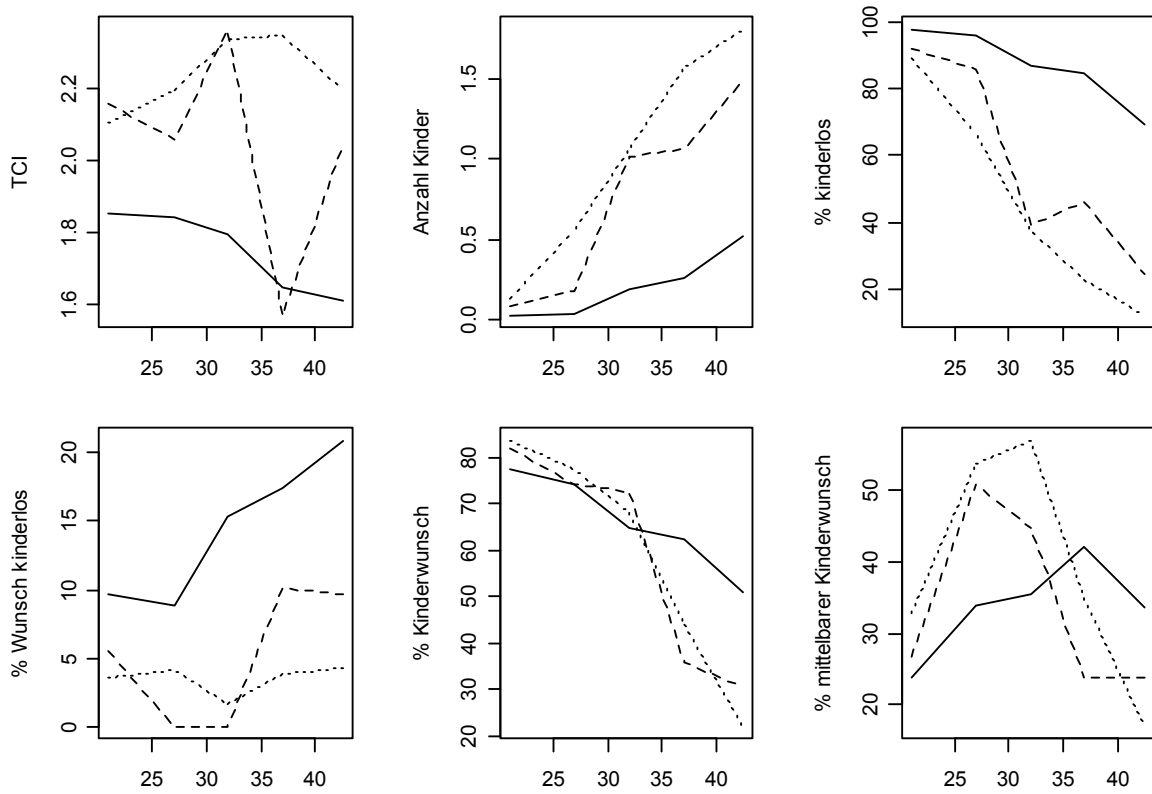 TCI
1.6 1.8 2.0 2.2
25 30 35 40
Anzahl Kinder
0.0 0.5 1.0 1.5
25 30 35 40
% kinderlos
20 40 60 80 100
25 30 35 40
% Wunsch kinderlos
0 5 10 15 20
25 30 35 40
% Kinderwunsch
20 30 40 50 60 70 80
25 30 35 40
% mittelbarer Kinderwunsch
20 30 40 50
25 30 35 40